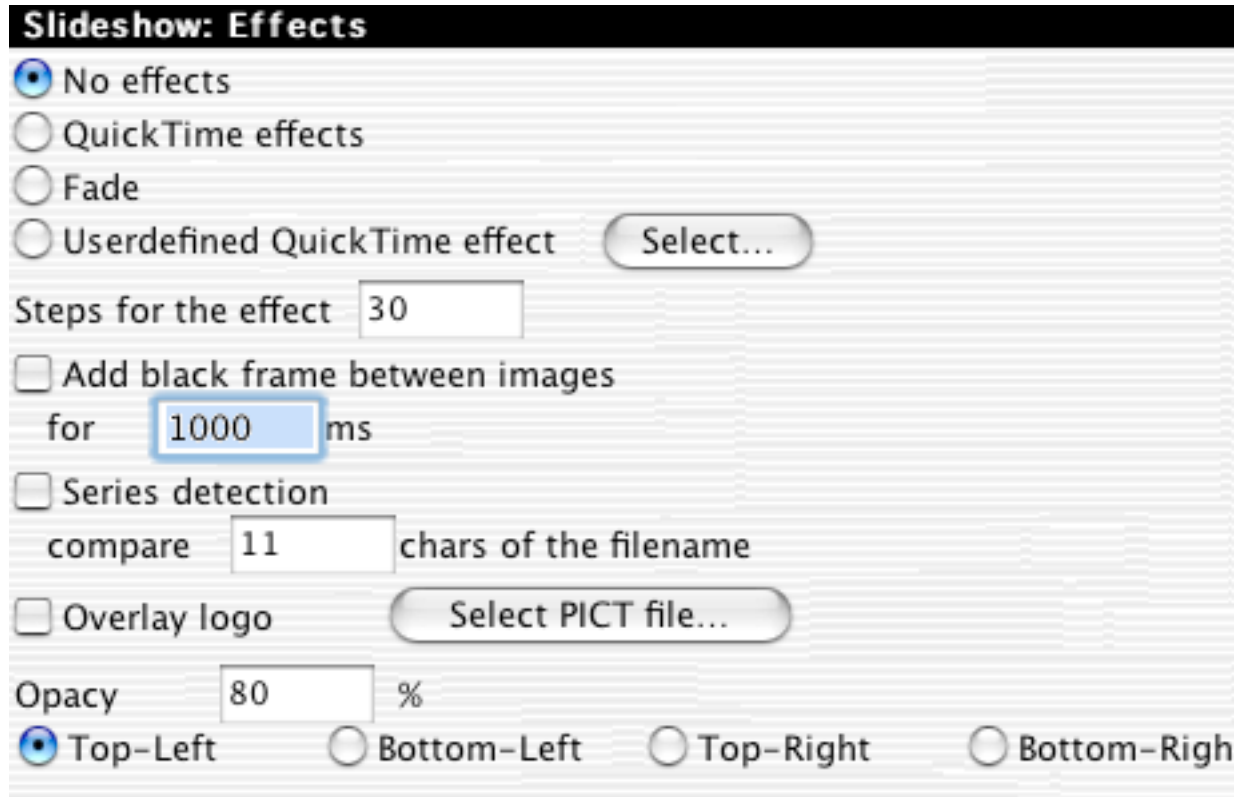 Slideshow: Effects
No effects
QuickTime effects
Fade
Userdefined QuickTime effect Select...
Steps for the effect 30
Add black frame between images
for 1000 ms
Series detection
compare 11 chars of the filename
Overlay logo Select PICT file...
Opacy 80 %
Top-Left Bottom-Left Top-Right Bottom-Righ